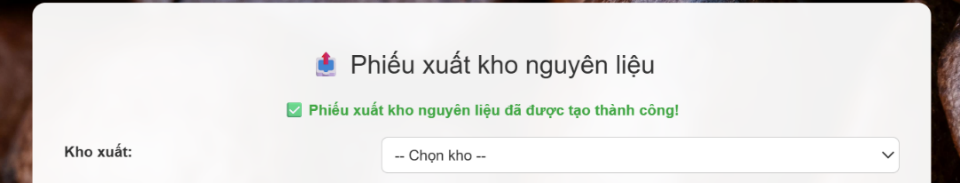 Phiếu xuất kho nguyên liệu
Phiếu xuất kho nguyên liệu đã được tạo thành công!
Kho xuất:
-- Chọn kho --